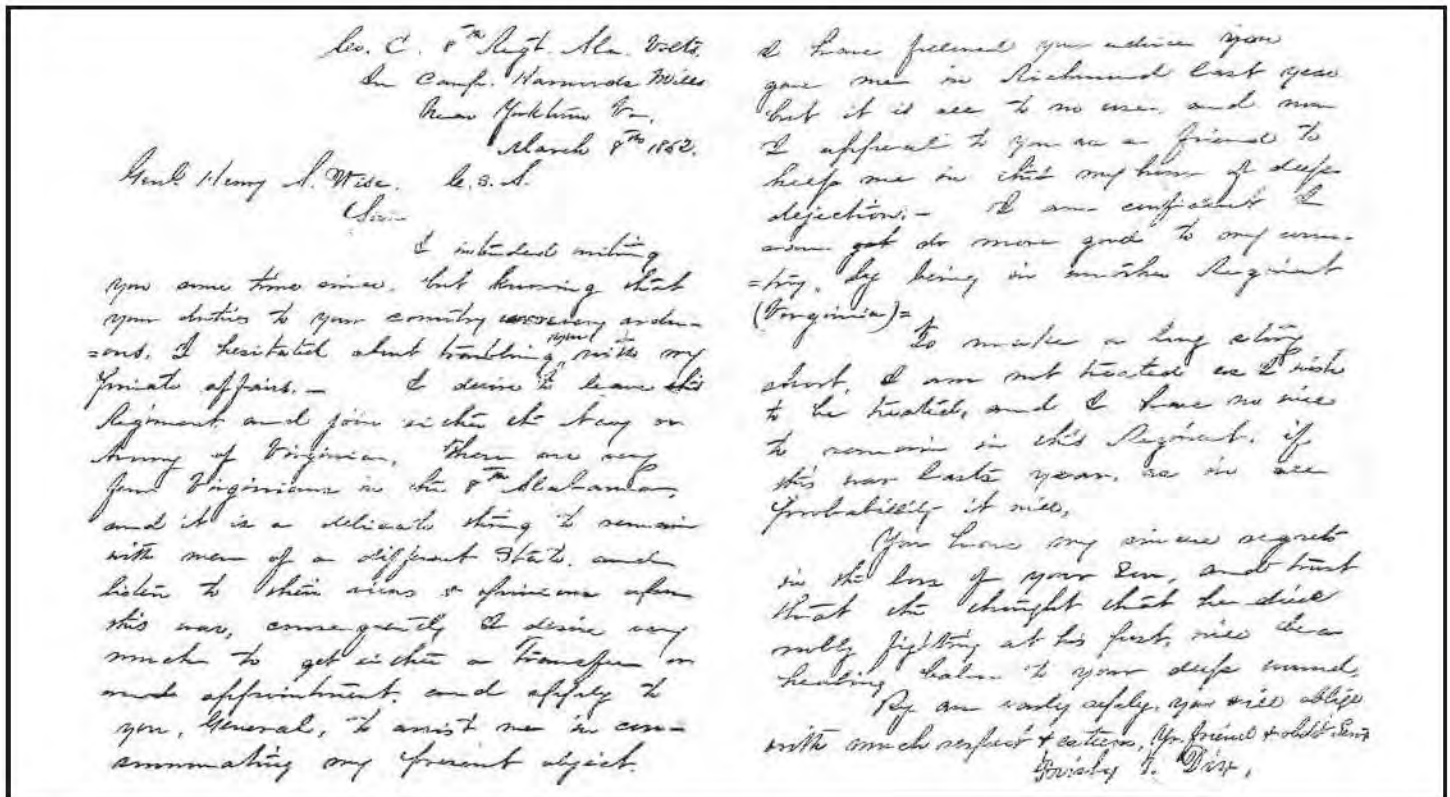 Co. C. 8th Regt. Ala. Volts.
In Camp. Hamunds Mills
Near Yorktown Va.
March 8th 1862.
Genl. Henry A. Wise. C.S.A.
Sir
I intended writing
you some time since, but knowing that
your duties to your country very ardu-
=ous. I hesitated about troubling you with my
private affairs. - I desire to leave this
Regiment and join either the Navy or
Army of Virginia, There are very
few Virginians in the 8th Alabama,
and it is a delicate thing to remain
with men of a different State. and
listen to their views & opinions upon
this war, consequently I desire very
much to get either a transfer or
appointment. and apply to
you, General, to assist me in con-
summating my present object.
I have followed your advice you
gave me in Richmond last year
but it is all to no use. and now
I appeal to you as a friend to
help me in this my hour of deep
dejection. - I am confident I
can do more good to my coun-
=try, by being in another Regiment
(Virginia)=
To make a long story
short, I am not treated as I wish
to be treated, and I have no
to remain in this Regiment. if
this war lasts years, as in all
probability it will,
You have my sincere regrets
in the loss of your Son, and trust
that the thought that he died
nobly fighting at his post, will be a
healing balm to your deep wound.
By an early reply, you will oblige
with much respect & esteem, Yr. friend & obdt. Servt
Frisby T. Dix,